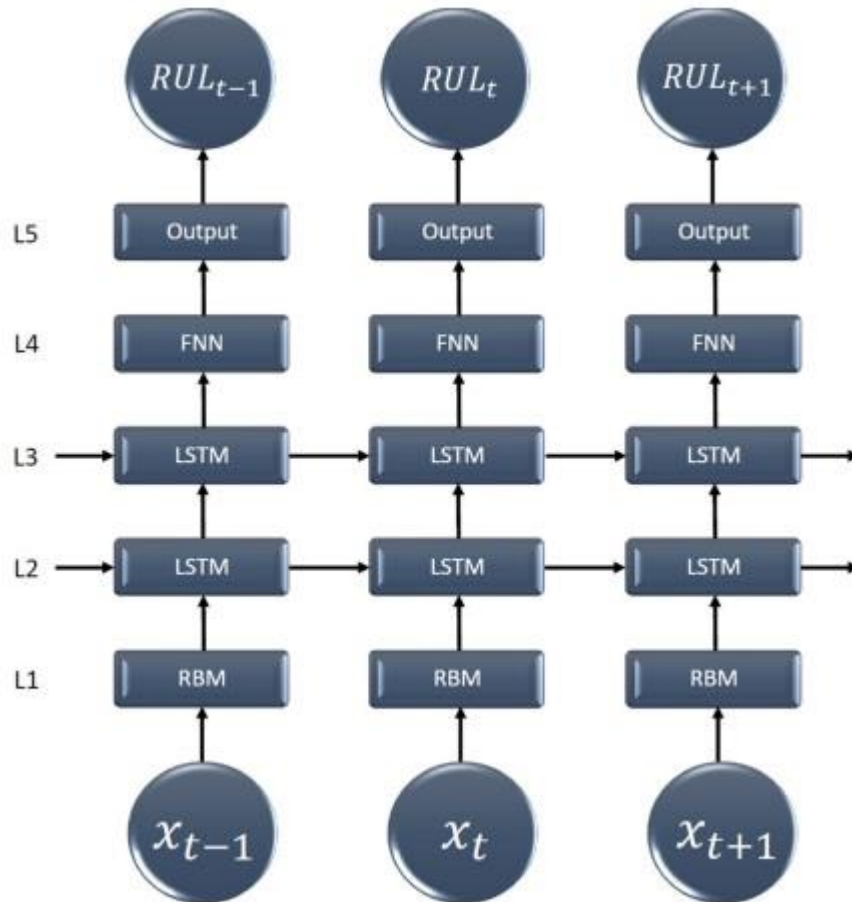 RUL_{t-1} RUL_t RUL_{t+1}
L5 Output Output Output
L4 FNN FNN FNN
L3 LSTM LSTM LSTM
L2 LSTM LSTM LSTM
L1 RBM RBM RBM
x_{t-1} x_t x_{t+1}